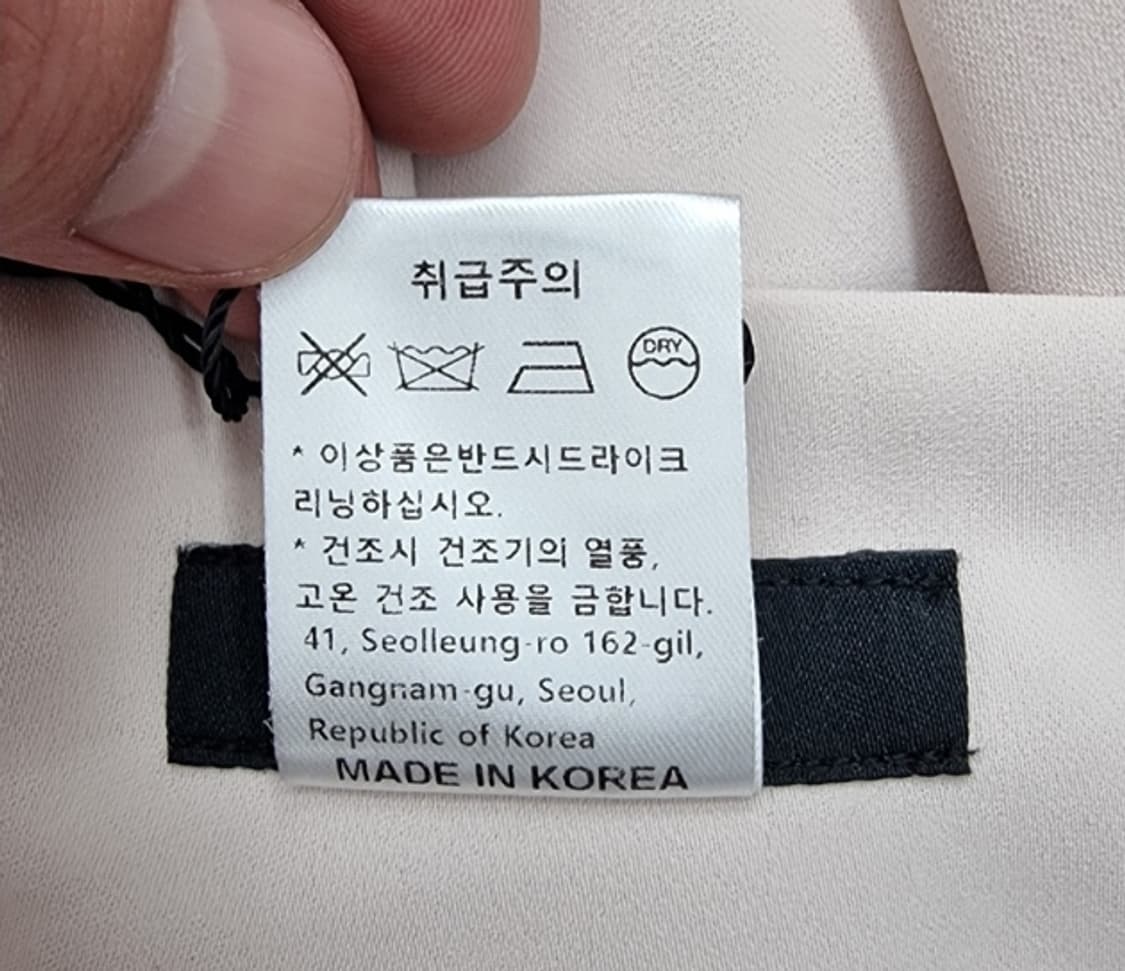 취급주의
DRY
* 이상품은반드시드라이크
리닝하십시오.
* 건조시 건조기의 열풍,
고온 건조 사용을 금합니다.
41, Seolleung-ro 162-gil,
Gangnam-gu, Seoul,
Republic of Korea
MADE IN KOREA